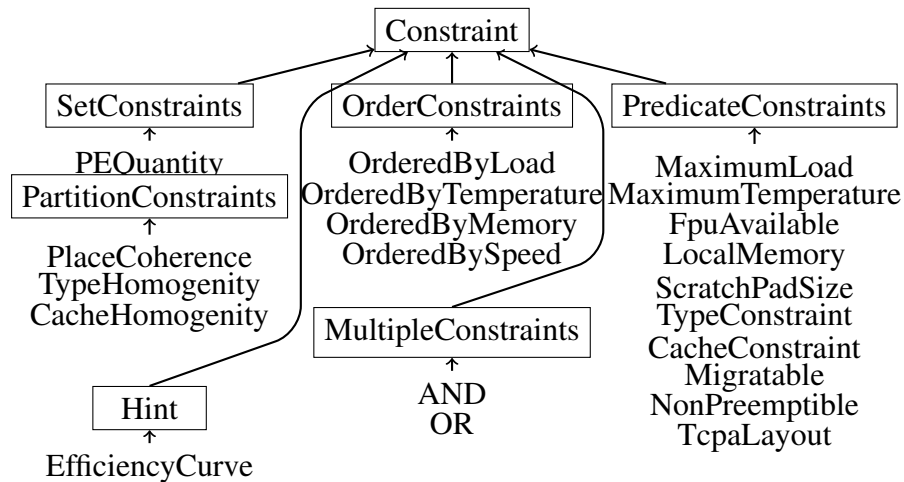 Constraint
SetConstraints
OrderConstraints
PredicateConstraints
PEQuantity
PartitionConstraints
PlaceCoherence
TypeHomogenity
CacheHomogenity
OrderedByLoad
OrderedByTemperature
OrderedByMemory
OrderedBySpeed
MaximumLoad
MaximumTemperature
FpuAvailable
LocalMemory
ScratchPadSize
TypeConstraint
CacheConstraint
Migratable
NonPreemptible
TcpaLayout
MultipleConstraints
AND
OR
Hint
EfficiencyCurve